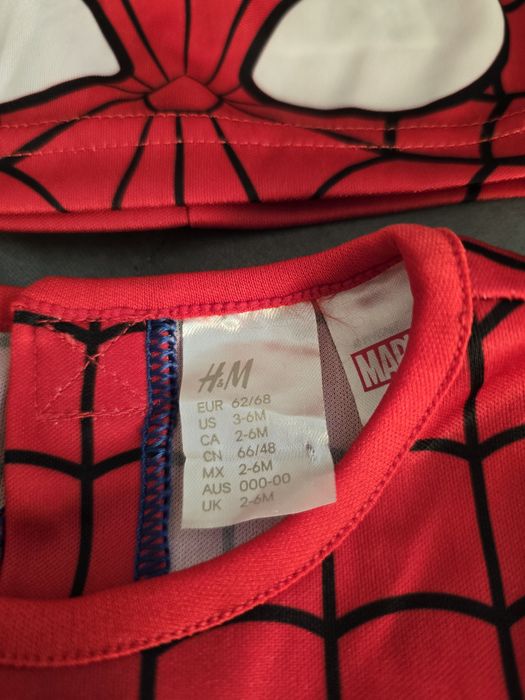 H&M
EUR 62/68
US 3-6M
CA 2-6M
CN 66/48
MX 2-6M
AUS 000-00
UK 2-6M